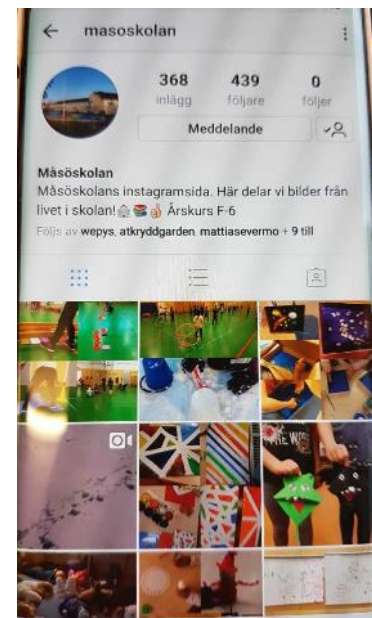 masoskolan
368 439 0
inlägg följare följer
Meddelande
Måsöskolan
Måsöskolans instagramsida. Här delar vi bilder från
livet i skolan!🏫📚👍 Årskurs F-6
Följs av wepys, atkryddgarden, mattiasevermo + 9 till